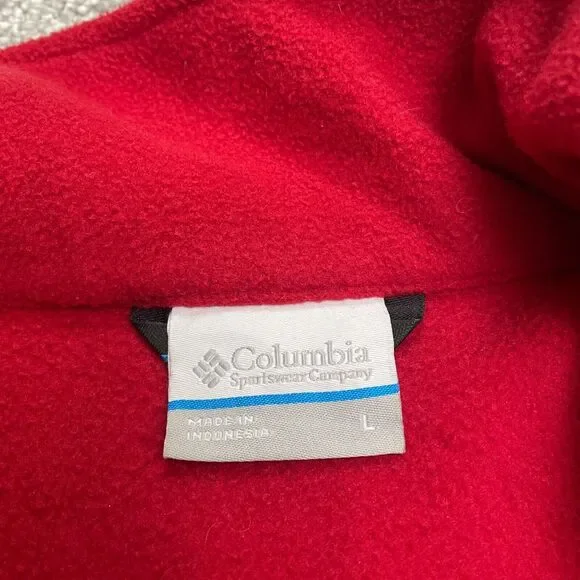 Columbia
Sportswear Company
MADE IN
INDONESIA
L